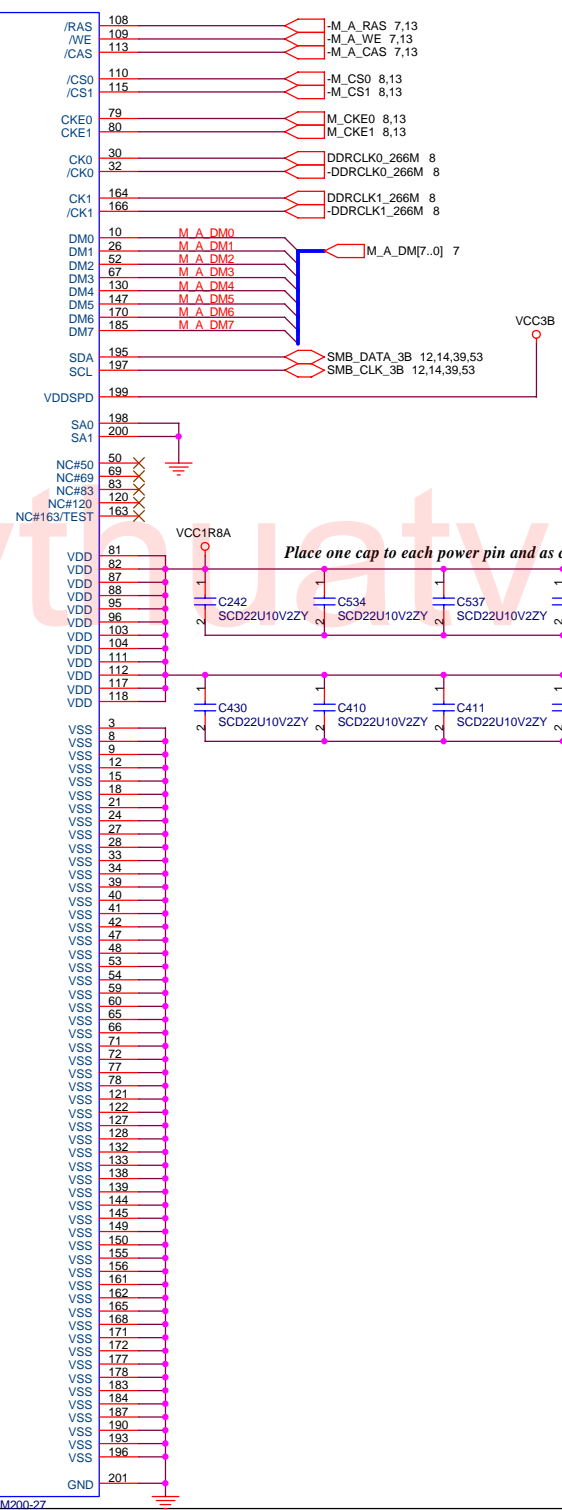 /RAS 108 -M_A_RAS 7,13
/WE 109 -M_A_WE 7,13
/CAS 113 -M_A_CAS 7,13
/CS0 110 -M_CS0 8,13
/CS1 115 -M_CS1 8,13
CKE0 79 M_CKE0 8,13
CKE1 80 M_CKE1 8,13
CK0 30 DDRCLK0_266M 8
/CK0 32 -DDRCLK0_266M 8
CK1 164 DDRCLK1_266M 8
/CK1 166 -DDRCLK1_266M 8
DM0 10 M_A_DM0
DM1 26 M_A_DM1 M_A_DM[7..0] 7
DM2 52 M_A_DM2
DM3 67 M_A_DM3
DM4 130 M_A_DM4
DM5 147 M_A_DM5
DM6 170 M_A_DM6
DM7 185 M_A_DM7
VCC3B
SDA 195 SMB_DATA_3B 12,14,39,53
SCL 197 SMB_CLK_3B 12,14,39,53
VDDSPD 199
SA0 198
SA1 200
NC#50 50
NC#69 69
NC#83 83
NC#120 120
NC#163/TEST 163
VCC1R8A
Place one cap to each power pin and as c
ythuatv
VDD 81
VDD 82
VDD 87
VDD 88
VDD 95
VDD 96
VDD 103
VDD 104
VDD 111
VDD 112
VDD 117
VDD 118
1 C242 SCD22U10V2ZY 2
1 C534 SCD22U10V2ZY 2
1 C537 SCD22U10V2ZY 2
1 2
1 C430 SCD22U10V2ZY 2
1 C410 SCD22U10V2ZY 2
1 C411 SCD22U10V2ZY 2
1 2
VSS 3
VSS 8
VSS 9
VSS 12
VSS 15
VSS 18
VSS 21
VSS 24
VSS 27
VSS 28
VSS 33
VSS 34
VSS 39
VSS 40
VSS 41
VSS 42
VSS 47
VSS 48
VSS 53
VSS 54
VSS 59
VSS 60
VSS 65
VSS 66
VSS 71
VSS 72
VSS 77
VSS 78
VSS 121
VSS 122
VSS 127
VSS 128
VSS 132
VSS 133
VSS 138
VSS 139
VSS 144
VSS 145
VSS 149
VSS 150
VSS 155
VSS 156
VSS 161
VSS 162
VSS 165
VSS 168
VSS 171
VSS 172
VSS 177
VSS 178
VSS 183
VSS 184
VSS 187
VSS 190
VSS 193
VSS 196
GND 201
M200-27